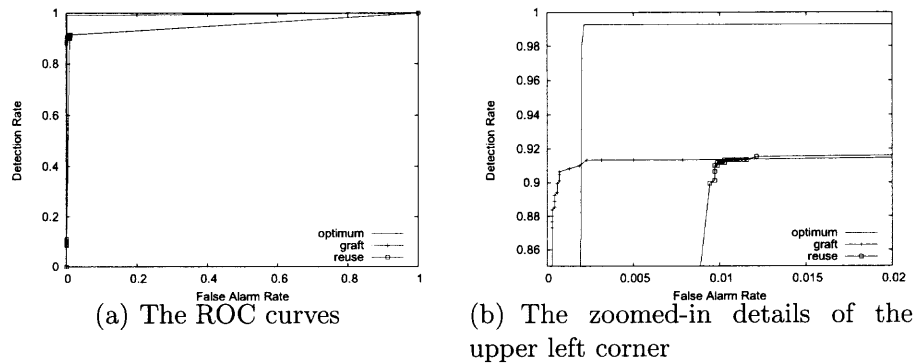 1
0.8
0.6
0.4
0.2
0
Detection Rate
optimum
graft
reuse
0 0.2 0.4 0.6 0.8 1
False Alarm Rate
(a) The ROC curves
1
0.98
0.96
0.94
0.92
0.9
0.88
0.86
Detection Rate
optimum
graft
reuse
0 0.005 0.01 0.015 0.02
False Alarm Rate
(b) The zoomed-in details of the
upper left corner